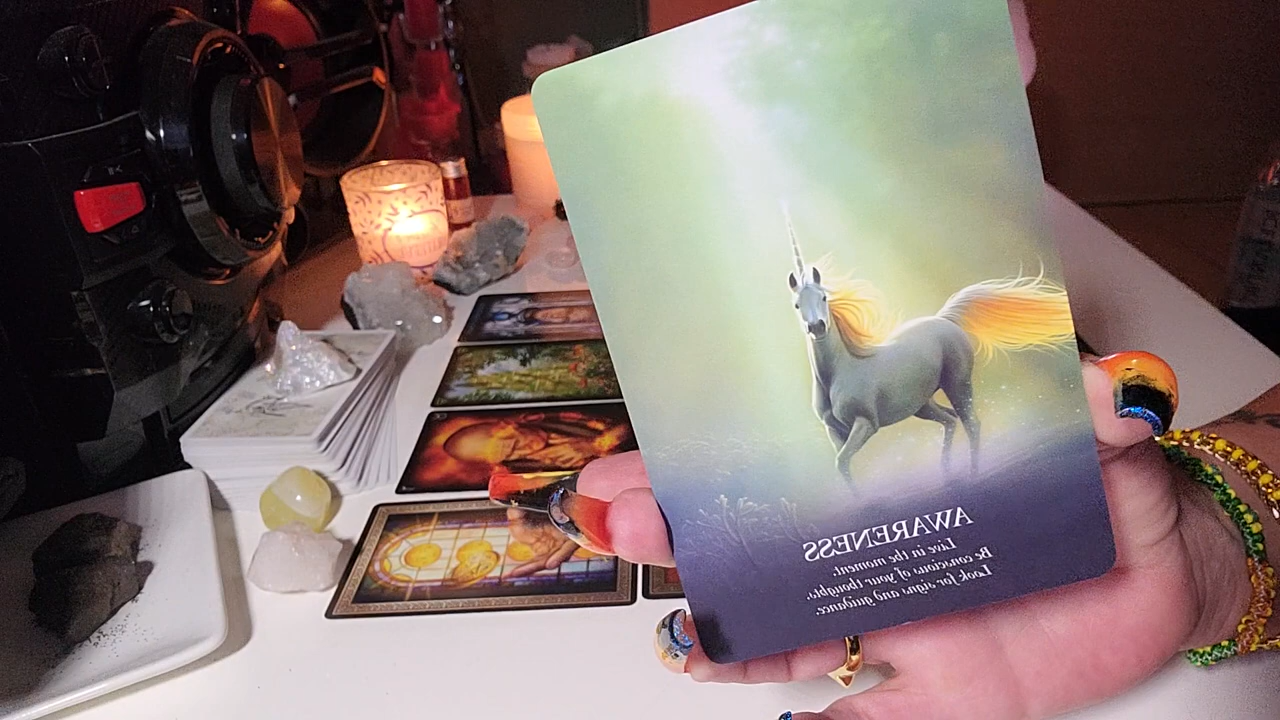 AWARENESS
Live in the moment.
Be conscious of your thoughts.
Look for signs and guidance.